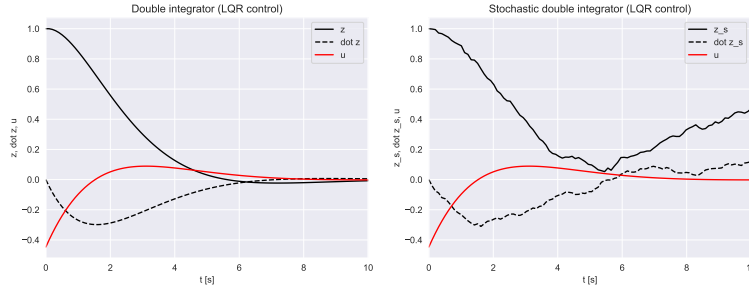 Double integrator (LQR control)
z, dot z, u
1.0
0.8
0.6
0.4
0.2
0.0
−0.2
−0.4
z
dot z
u
0
2
4
6
8
10
t [s]
Stochastic double integrator (LQR control)
z_s, dot z_s, u
1.0
0.8
0.6
0.4
0.2
0.0
−0.2
−0.4
z_s
dot z_s
u
0
2
4
6
8
10
t [s]